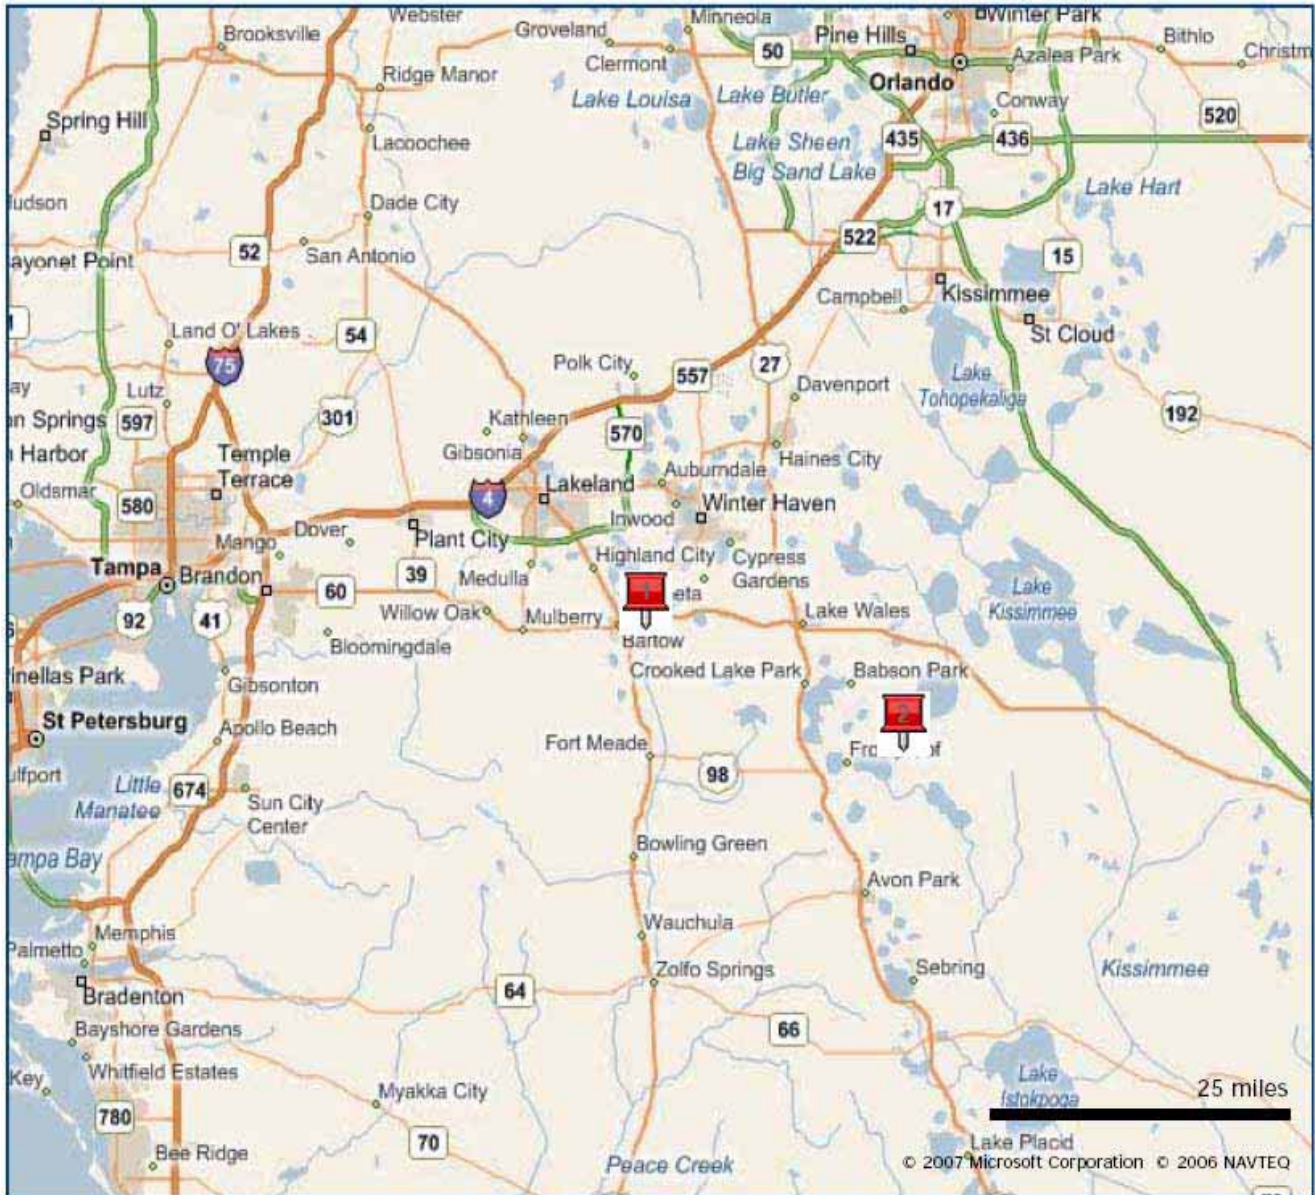 Webster
Minneola
Winter Park
Brooksville
Groveland
Pine Hills
Bithlo
Clermont
50
Azalea Park
Christm
Ridge Manor
Orlando
Lake Louisa
Lake Butler
Conway
Spring Hill
520
Lacoochee
Lake Sheen
435
436
Big Sand Lake
Lake Hart
udson
Dade City
17
52
522
15
San Antonio
ayonet Point
Campbell
Kissimmee
Land O' Lakes
54
St Cloud
75
Polk City
557
27
Lake
Tohopekaliga
Davenport
Lutz
301
192
n Springs
597
Kathleen
570
Harbor
Temple
Terrace
Gibsonia
Haines City
Auburndale
Oldsmar
580
4
Lakeland
Winter Haven
Inwood
Dover
Plant City
Mango
Highland City
Cypress
Gardens
Tampa
Brandon
39
Medulla
Lake
Kissimmee
60
1
eta
92
41
Willow Oak
Mulberry
Lake Wales
Bloomingdale
Bartow
inellas Park
Gibsonton
Crooked Lake Park
Babson Park
St Petersburg
Apollo Beach
2
Fort Meade
Fro
of
ulfport
Little
Manatee
674
98
Sun City
Center
ampa Bay
Bowling Green
Avon Park
Memphis
Wauchula
Palmetto
Zolfo Springs
Sebring
Kissimmee
Bradenton
64
Bayshore Gardens
66
Key
Whitfield Estates
Lake
Istokpoga
25 miles
Myakka City
780
70
Lake Placid
Bee Ridge
Peace Creek
© 2007 Microsoft Corporation © 2006 NAVTEQ